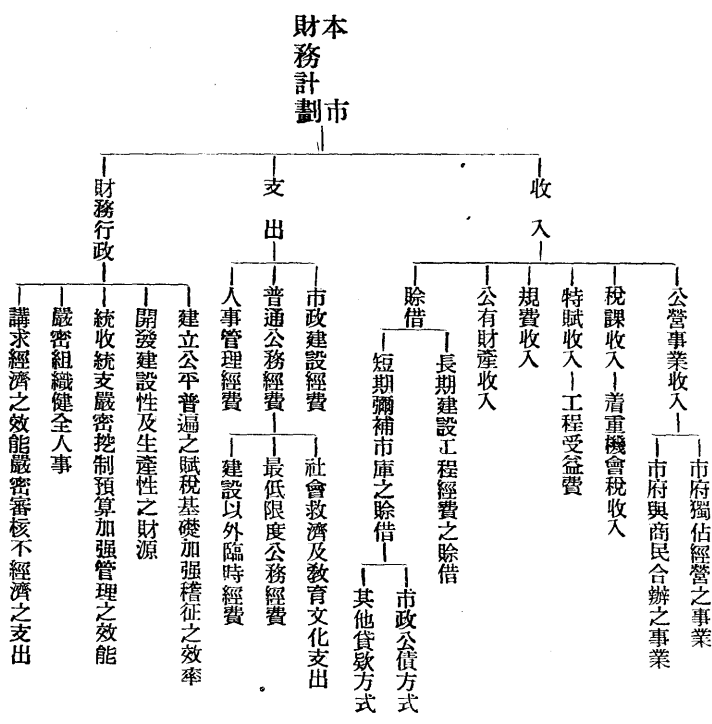 本市
財務計劃
收入
公營事業收入
市府獨佔經營之事業
市府與商民合辦之事業
稅課收入—着重機會稅收入
特賦收入—工程受益費
規費收入
公有財產收入
賒借
長期建設工程經費之賒借
短期彌補市庫之賒借
市政公債方式
其他貸欵方式
支出
市政建設經費
普通公務經費
社會救濟及敎育文化支出
最低限度公務經費
建設以外臨時經費
人事管理經費
財務行政
建立公平普遍之賦稅基礎加强稽征之效率
開發建設性及生產性之財源
統收統支嚴密挖制預算加强管理之效能
嚴密組織健全人事
講求經濟之效能嚴密審核不經濟之支出